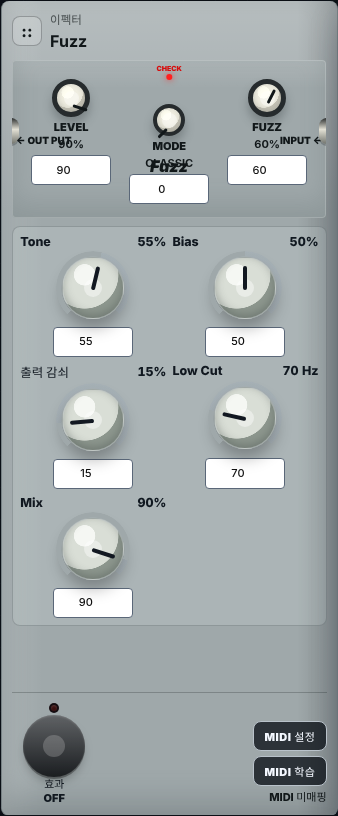 이펙터
Fuzz
CHECK
LEVEL
FUZZ
← OUT PUT
90%
MODE
60%
INPUT ←
CLASSIC
Fuzz
90
0
60
Tone 55%
Bias 50%
55
50
출력 감쇠 15%
Low Cut 70 Hz
15
70
Mix 90%
90
효과
OFF
MIDI 설정
MIDI 학습
MIDI 미매핑